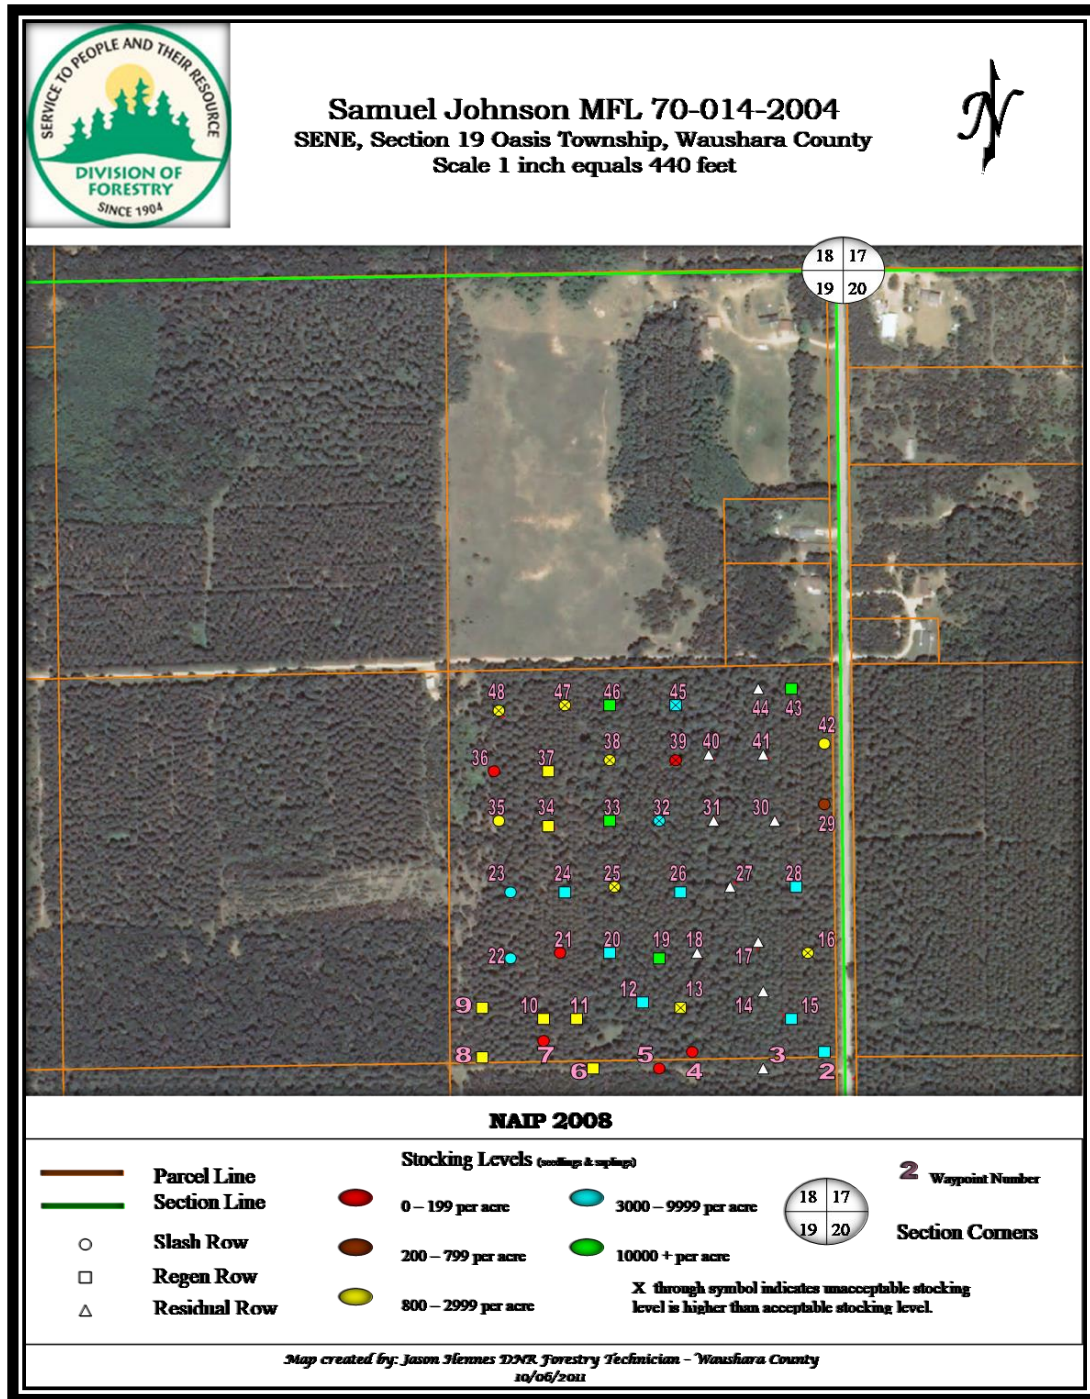 SERVICE TO PEOPLE AND THEIR RESOURCE
DIVISION OF
FORESTRY
SINCE 1904
Samuel Johnson MFL 70-014-2004
SENE, Section 19 Oasis Township, Waushara County
Scale 1 inch equals 440 feet
N
18 17
19 20
48 47 46 45 44 43
42
36 37 38 39 40 41
35 34 33 32 31 30
29
23 24 25 26 27 28
22 21 20 19 18 17 16
9 10 11 12 13 14 15
8 7 6 5 4 3 2
NAIP 2008
Parcel Line
Section Line
Slash Row
Regen Row
Residual Row
Stocking Levels (seedlings & saplings)
0 – 199 per acre
200 – 799 per acre
800 – 2999 per acre
3000 – 9999 per acre
10000 + per acre
18 17
19 20
2 Waypoint Number
Section Corners
X through symbol indicates unacceptable stocking
level is higher than acceptable stocking level.
Map created by: Jason Hennes DNR Forestry Technician – Waushara County
10/06/2011